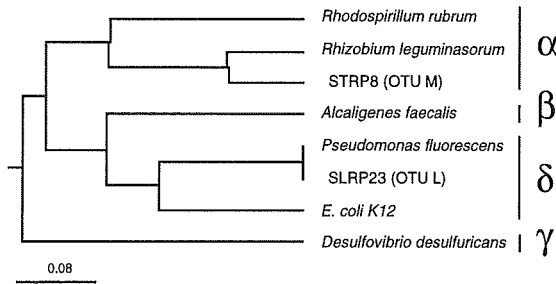 Rhodospirillum rubrum
Rhizobium leguminasorum
α
STRP8 (OTU M)
Alcaligenes faecalis
β
Pseudomonas fluorescens
SLRP23 (OTU L)
δ
E. coli K12
Desulfovibrio desulfuricans
γ
0.08